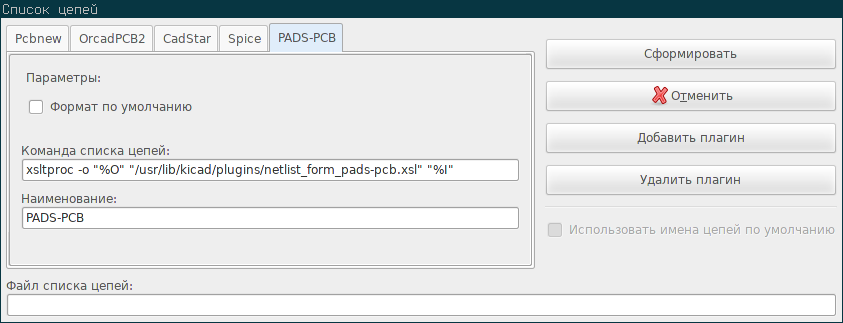 Список цепей
Pcbnew OrcadPCB2 CadStar Spice PADS-PCB
Параметры:
Формат по умолчанию
Команда списка цепей:
xsltproc -o "%O" "/usr/lib/kicad/plugins/netlist_form_pads-pcb.xsl" "%I"
Наименование:
PADS-PCB
Сформировать
Отменить
Добавить плагин
Удалить плагин
Использовать имена цепей по умолчанию
Файл списка цепей: